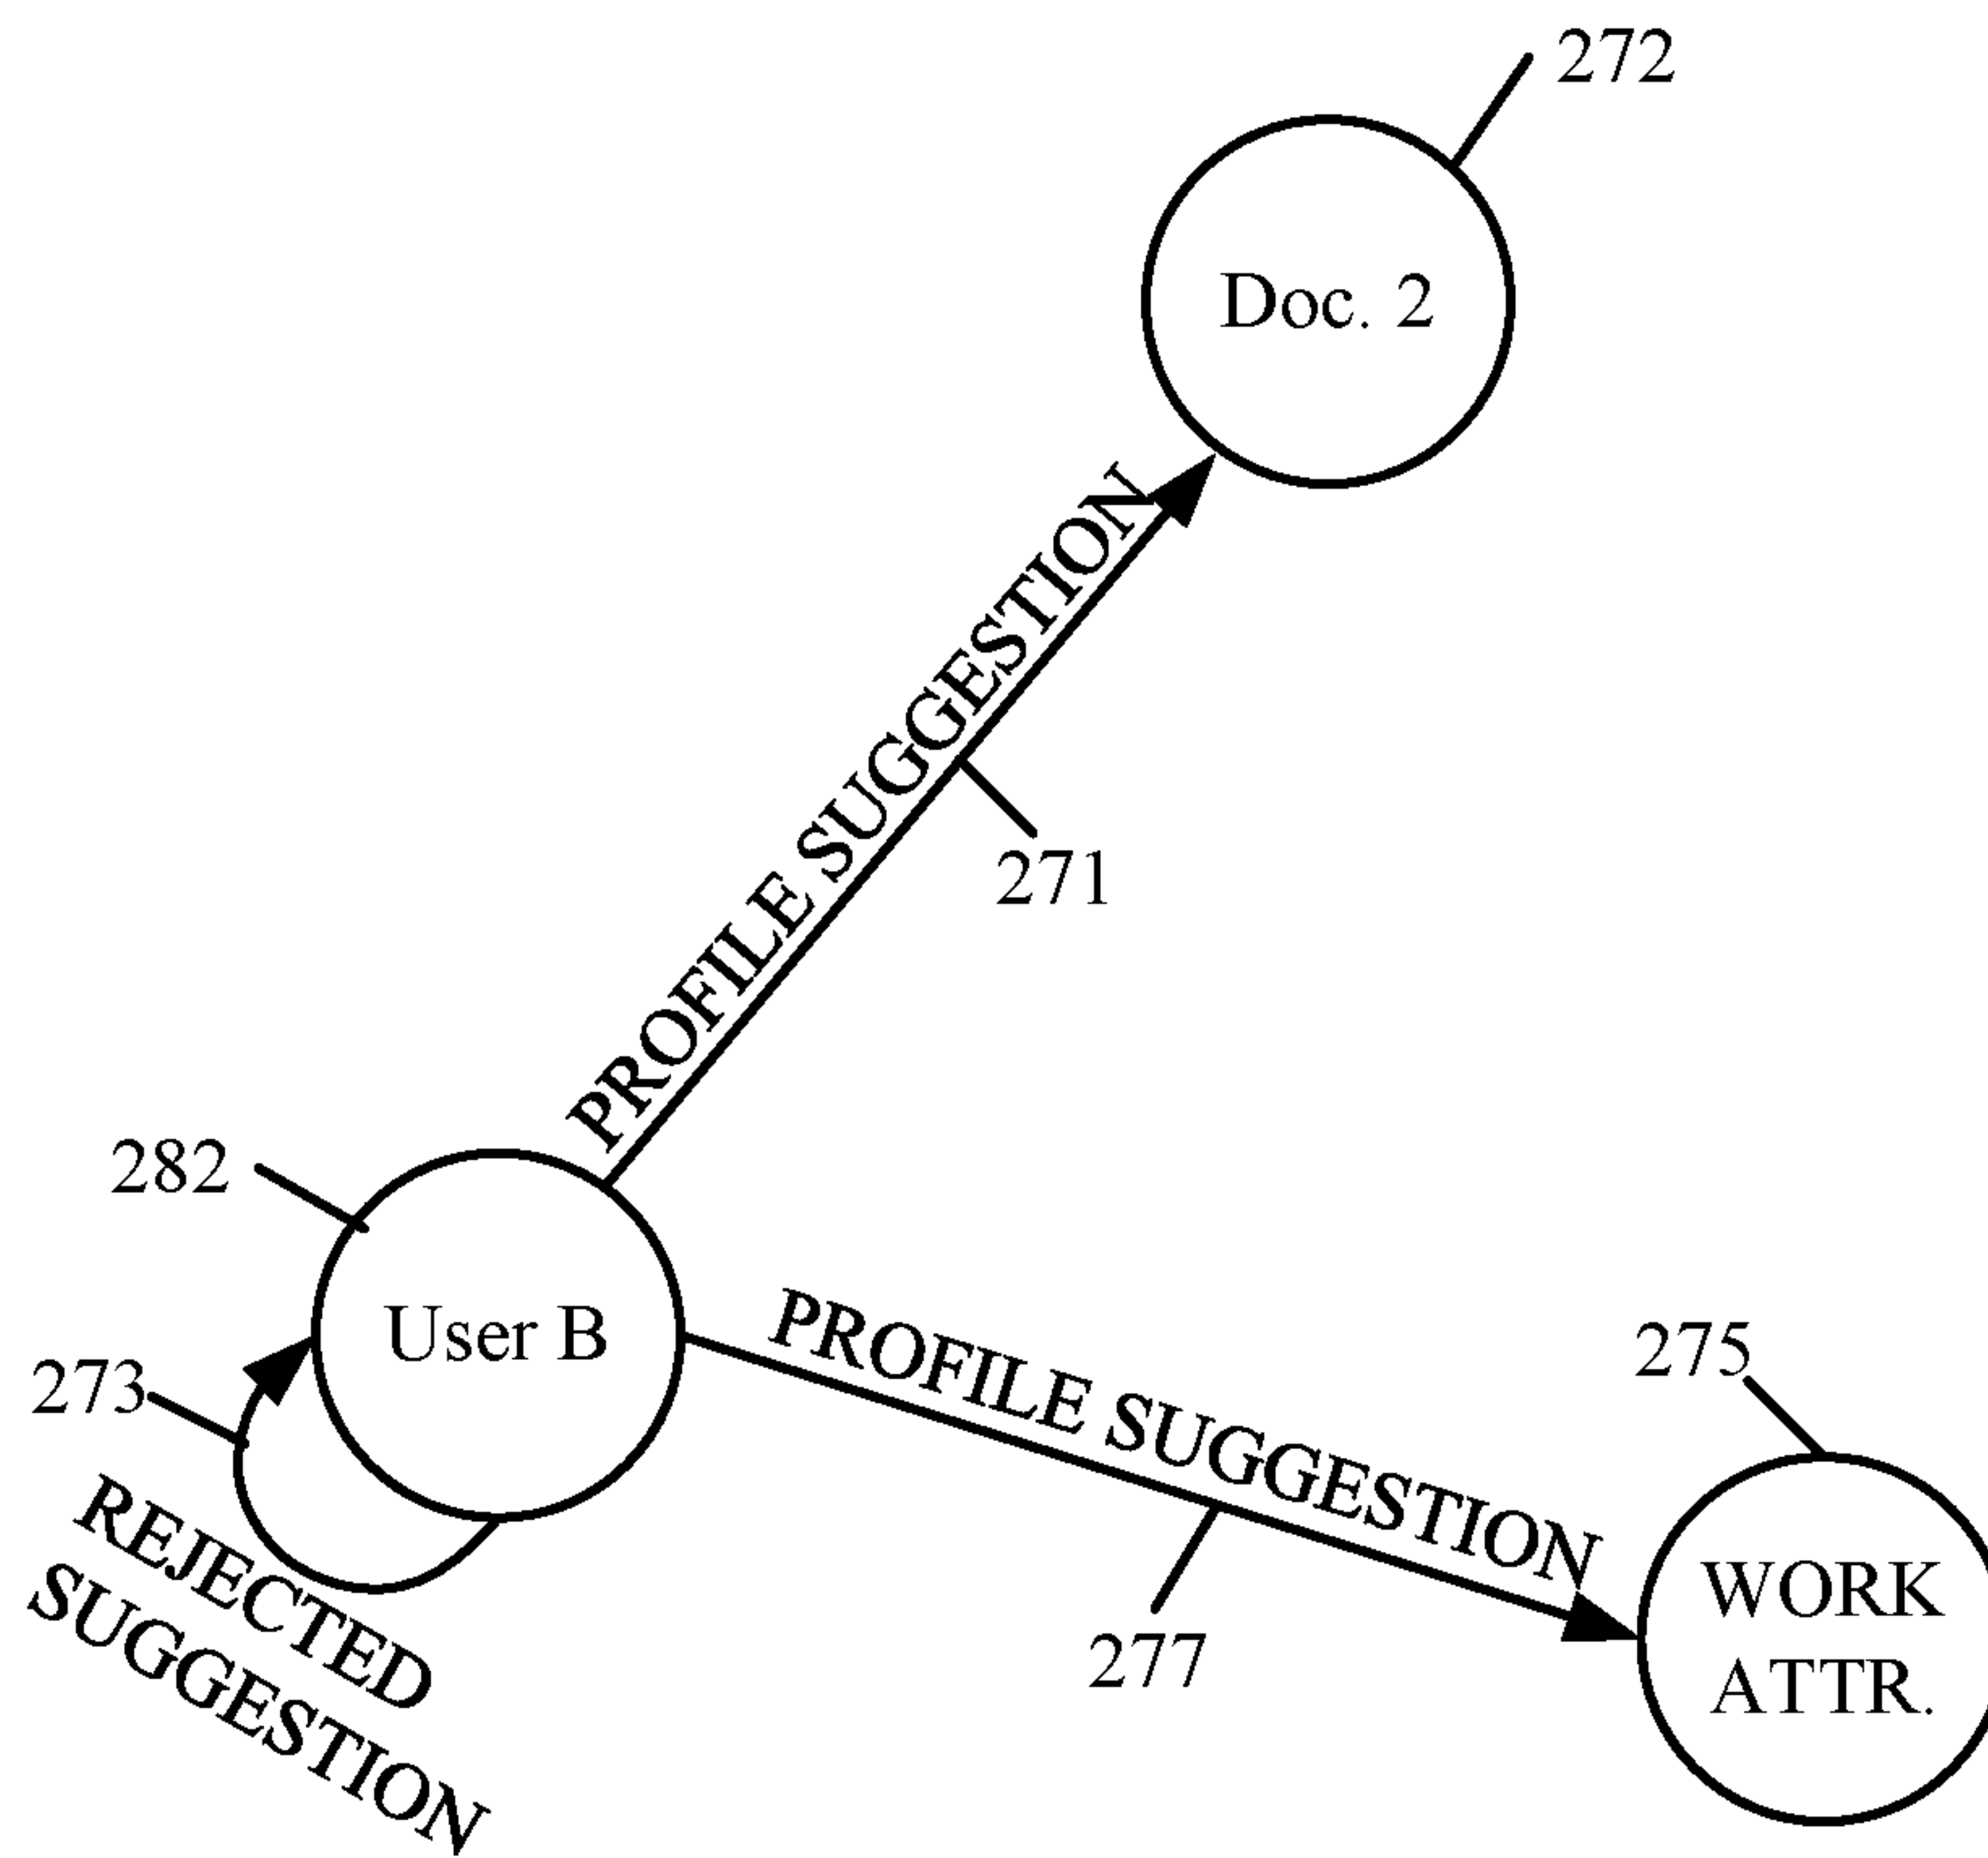 272
Doc. 2
PROFILE SUGGESTION
271
282
User B
273
REJECTED
SUGGESTION
PROFILE SUGGESTION
277
275
WORK
ATTR.